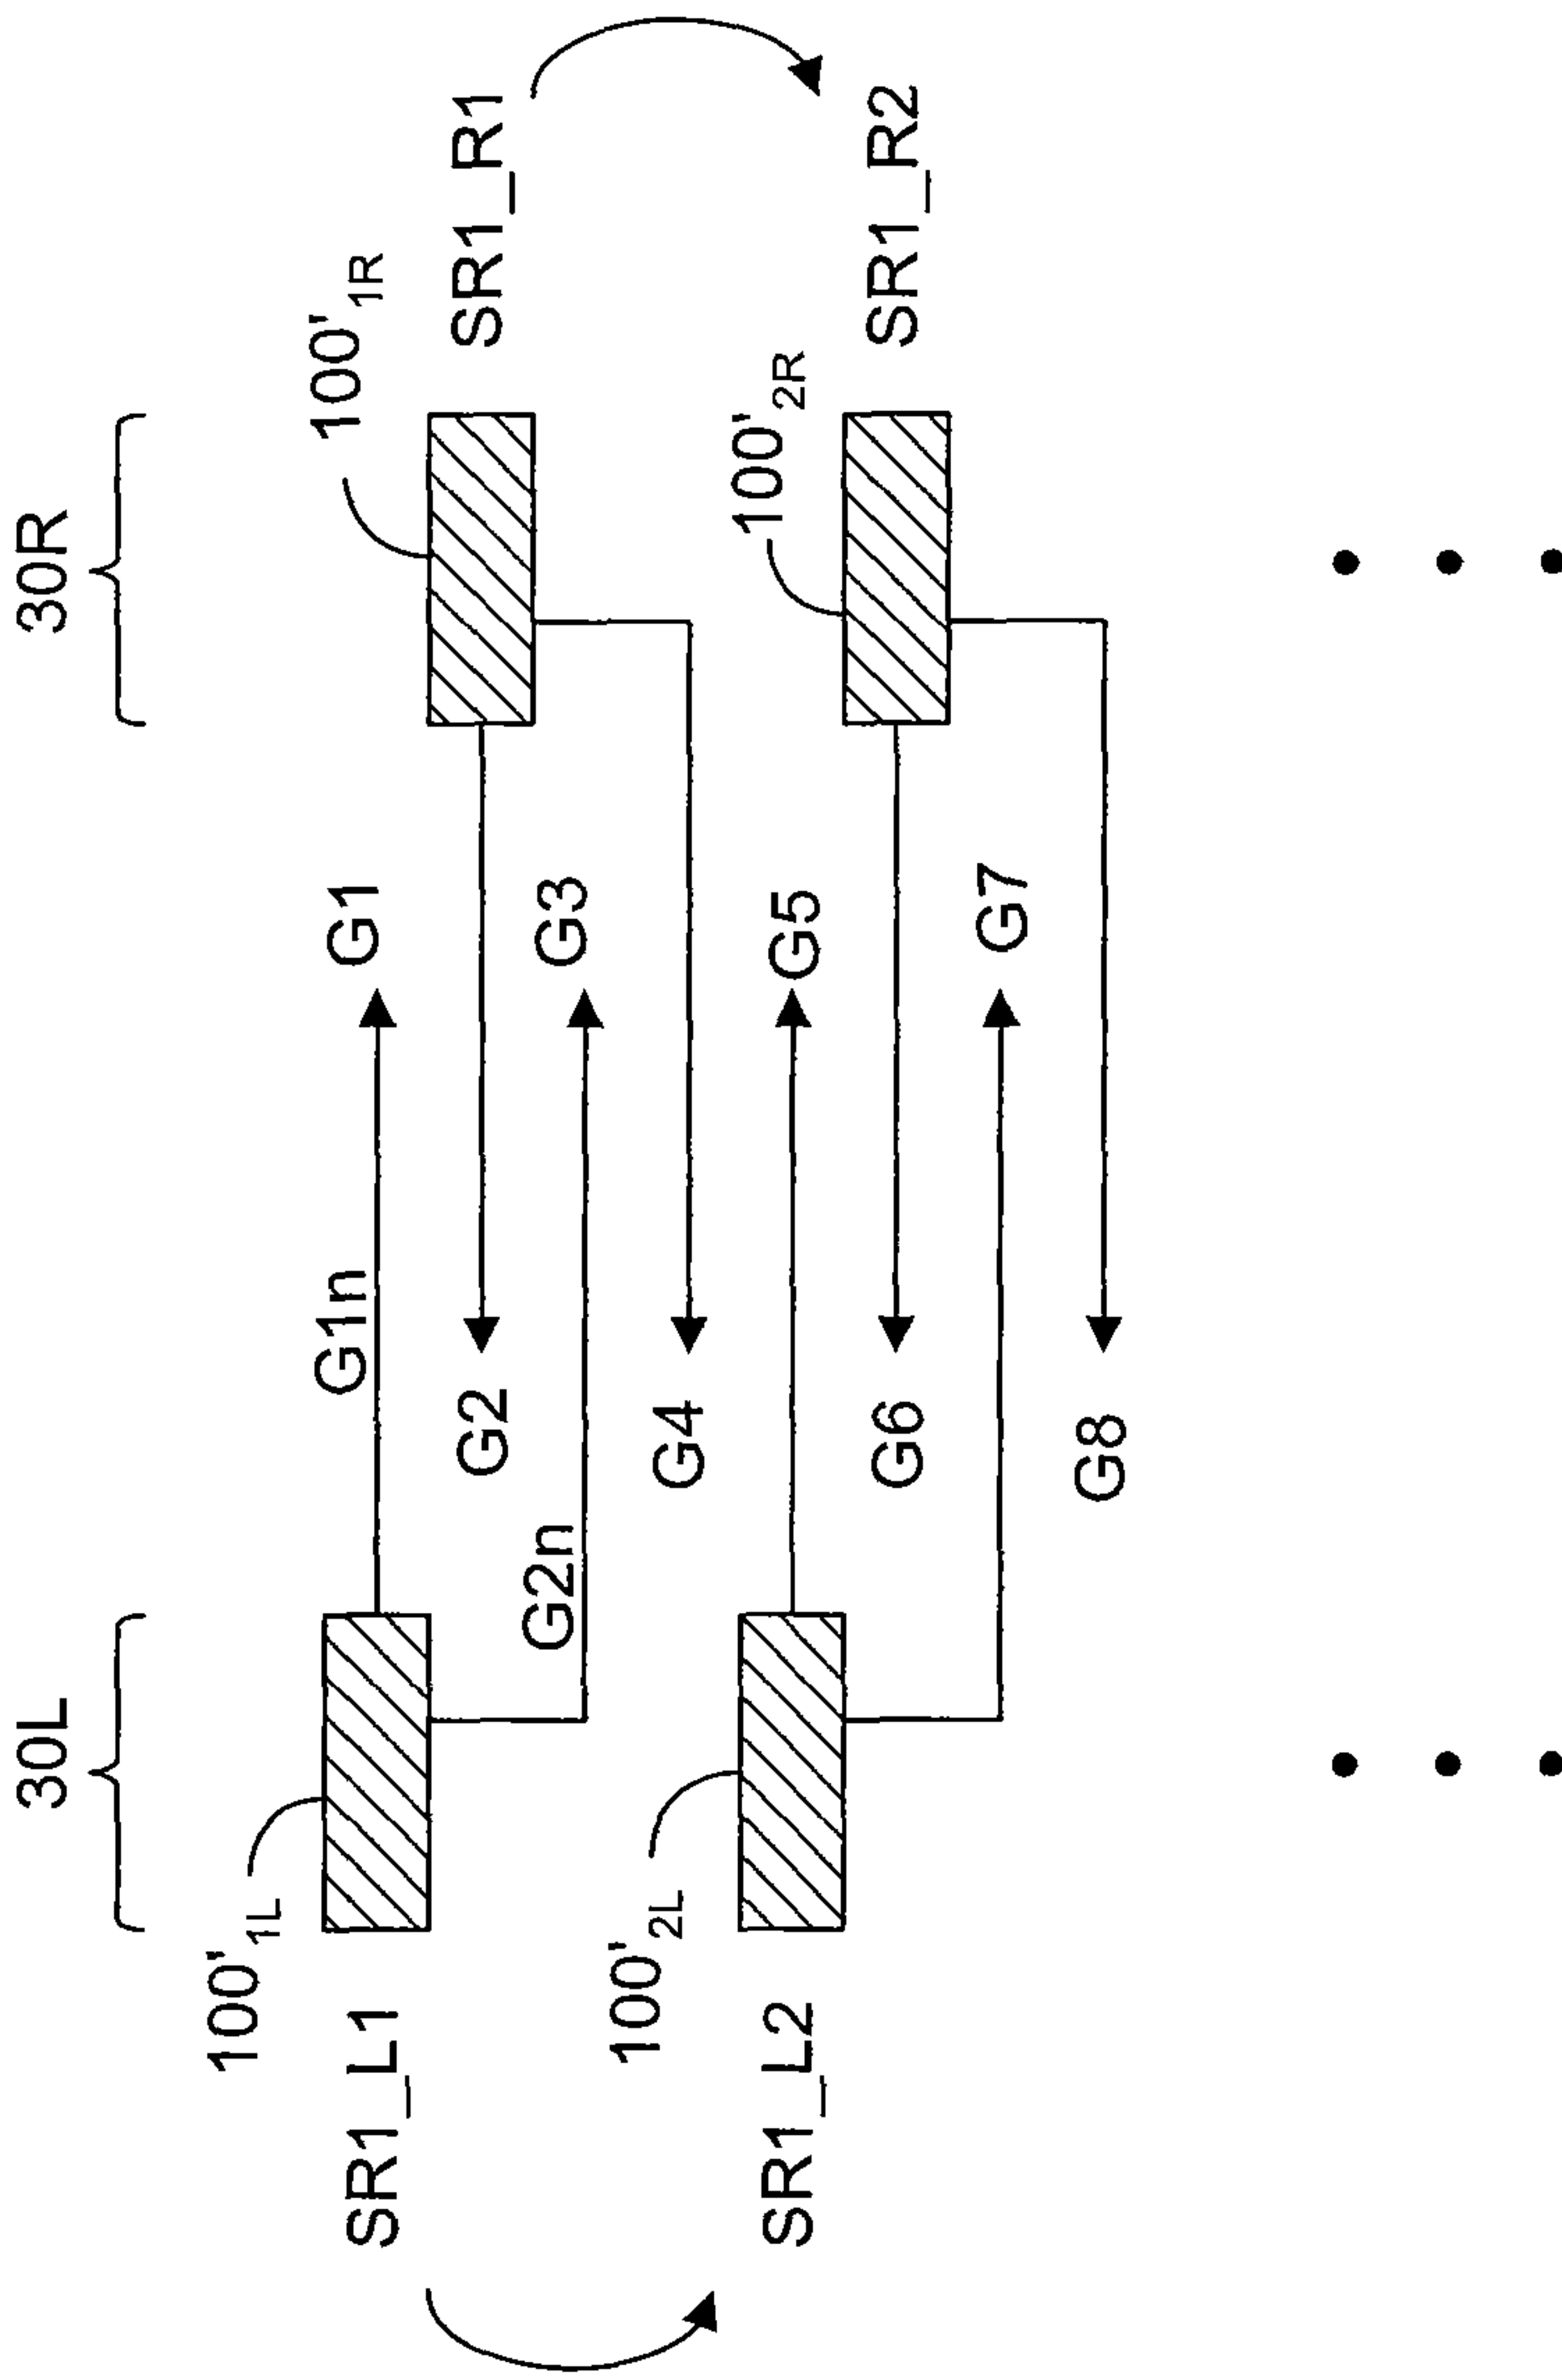 30L
30R
100'1L
G1n
G1
100'1R
SR1_L1
G2
SR1_R1
G2n
G3
100'2L
G4
100'2R
SR1_L2
G5
G6
SR1_R2
G7
G8